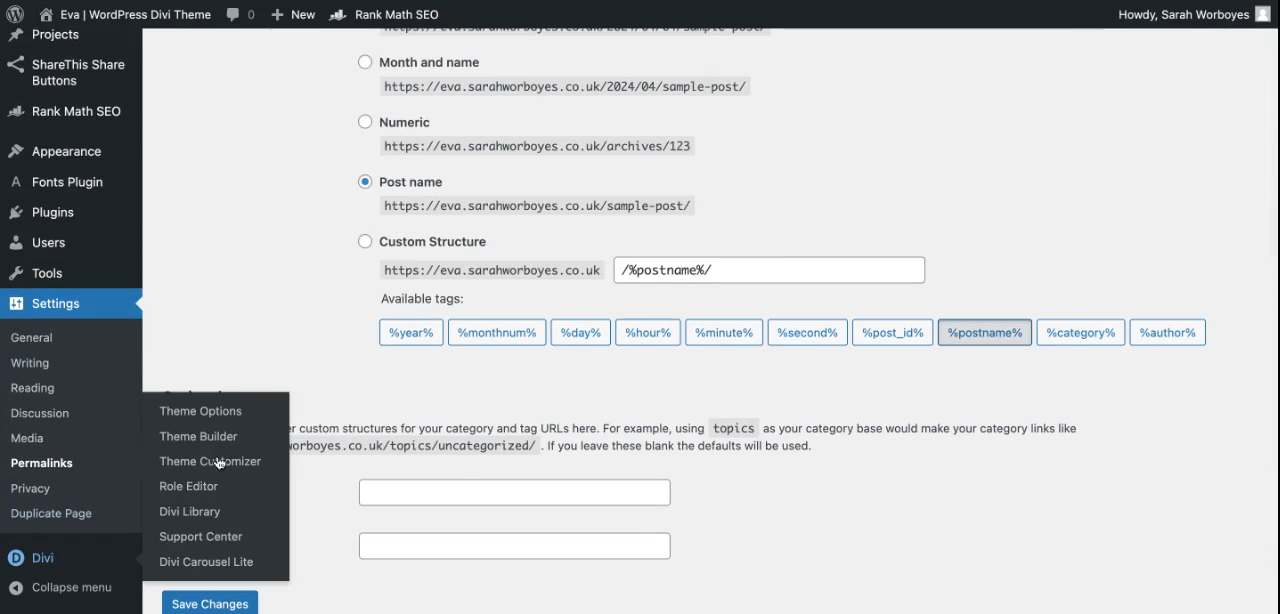 Eva | WordPress Divi Theme 0 New Rank Math SEO Howdy, Sarah Worboyes
Projects
ShareThis Share
Buttons
Rank Math SEO
Appearance
Fonts Plugin
Plugins
Users
Tools
Settings
General
Writing
Reading
Discussion
Media
Permalinks
Privacy
Duplicate Page
Divi
Collapse menu
Theme Options
Theme Builder
Theme Customizer
Role Editor
Divi Library
Support Center
Divi Carousel Lite
Month and name
https://eva.sarahworboyes.co.uk/2024/04/sample-post/
Numeric
https://eva.sarahworboyes.co.uk/archives/123
Post name
https://eva.sarahworboyes.co.uk/sample-post/
Custom Structure
https://eva.sarahworboyes.co.uk /%postname%/
Available tags:
%year% %monthnum% %day% %hour% %minute% %second% %post_id% %postname% %category% %author%
custom structures for your category and tag URLs here. For example, using topics as your category base would make your category links like
worboyes.co.uk/topics/uncategorized/ . If you leave these blank the defaults will be used.
Save Changes